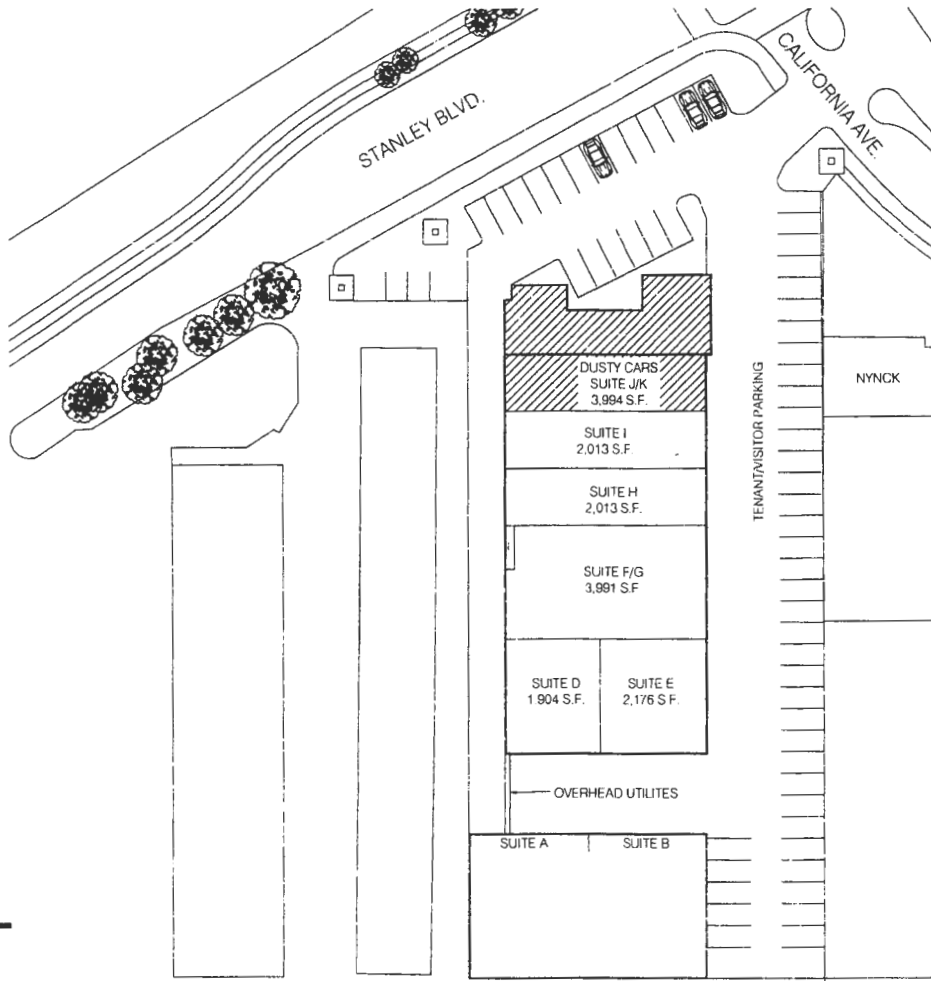 STANLEY BLVD.
CALIFORNIA AVE.
DUSTY CARS
SUITE J/K
3,994 S.F.
NYNCK
TENANT/VISITOR PARKING
SUITE I
2,013 S.F.
SUITE H
2,013 S.F.
SUITE F/G
3,991 S.F
SUITE D
1,904 S.F.
SUITE E
2,176 S F.
OVERHEAD UTILITES
SUITE A
SUITE B